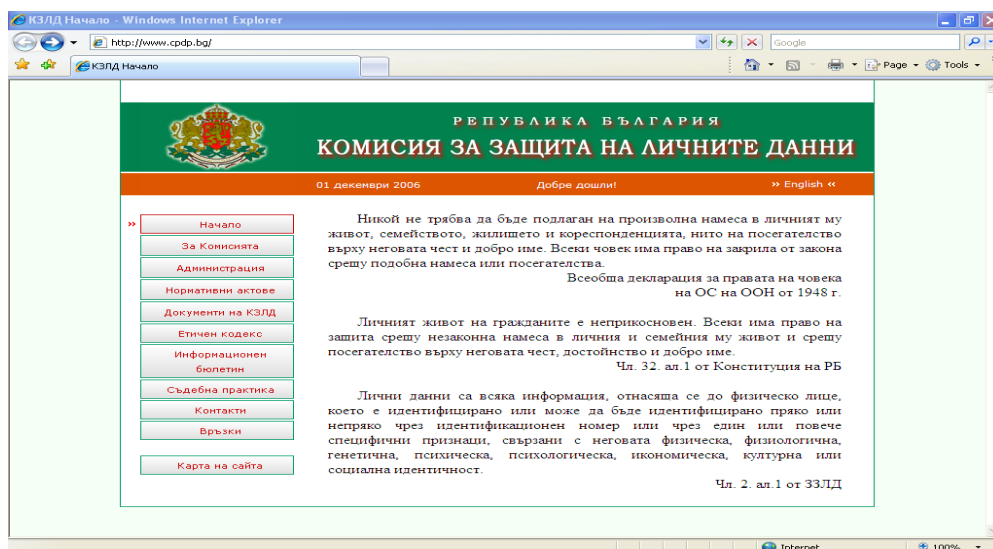 КЗЛД Начало - Windows Internet Explorer
http://www.cpdp.bg/
Google
КЗЛД Начало
Page
Tools
РЕПУБЛИКА БЪЛГАРИЯ
КОМИСИЯ ЗА ЗАЩИТА НА ЛИЧНИТЕ ДАННИ
01 декември 2006
Добре дошли!
›› English ‹‹
›› Начало
За Комисията
Администрация
Нормативни актове
Документи на КЗЛД
Етичен кодекс
Информационен
бюлетин
Съдебна практика
Контакти
Връзки
Карта на сайта
Никой не трябва да бъде подлаган на произволна намеса в личният му
живот, семейството, жилището и кореспонденцията, нито на посегателство
върху неговата чест и добро име. Всеки човек има право на закрила от закона
срещу подобна намеса или посегателства.
Всеобща декларация за правата на човека
на ОС на ООН от 1948 г.
Личният живот на гражданите е неприкосновен. Всеки има право на
защита срещу незаконна намеса в личния и семейния му живот и срещу
посегателство върху неговата чест, достойнство и добро име.
Чл. 32. ал.1 от Конституция на РБ
Лични данни са всяка информация, отнасяща се до физическо лице,
което е идентифицирано или може да бъде идентифицирано пряко или
непряко чрез идентификационен номер или чрез един или повече
специфични признаци, свързани с неговата физическа, физиологична,
генетична, психическа, психологическа, икономическа, културна или
социална идентичност.
Чл. 2. ал.1 от ЗЗЛД
Internet
100%